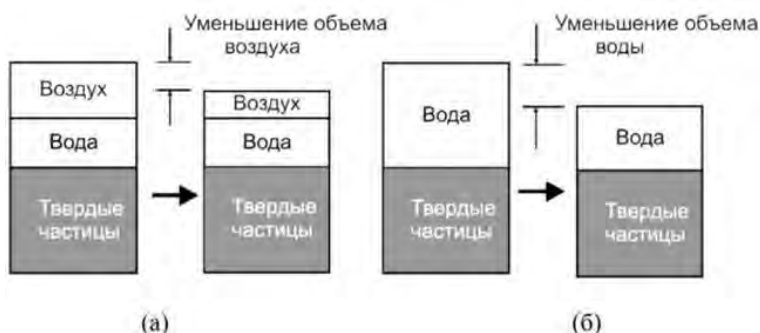 Уменьшение объема
воздуха
Воздух
Вода
Твердые
частицы
Воздух
Вода
Твердые
частицы
(а)
Уменьшение объема
воды
Вода
Твердые
частицы
Вода
Твердые
частицы
(б)